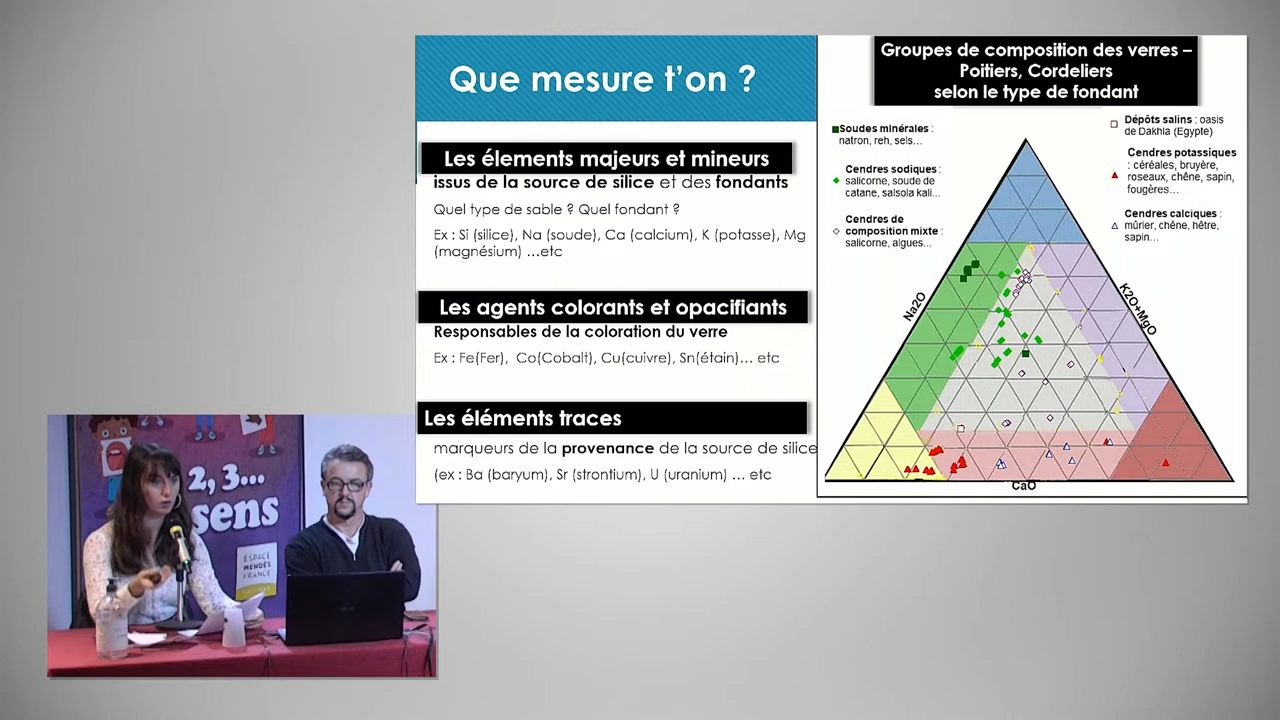 Que mesure t'on ?
Les élements majeurs et mineurs
issus de la source de silice et des fondants
Quel type de sable ? Quel fondant ?
Ex : Si (silice), Na (soude), Ca (calcium), K (potasse), Mg
(magnésium) …etc
Les agents colorants et opacifiants
Responsables de la coloration du verre
Ex : Fe(Fer), Co(Cobalt), Cu(cuivre), Sn(étain)… etc
Les éléments traces
marqueurs de la provenance de la source de silice
(ex : Ba (baryum), Sr (strontium), U (uranium) … etc
Groupes de composition des verres –
Poitiers, Cordeliers
selon le type de fondant
Soudes minérales :
natron, reh, sels…
Cendres sodiques :
salicorne, soude de
catane, salsola kali…
Cendres de
composition mixte :
salicorne, algues…
Dépôts salins : oasis
de Dakhla (Egypte)
Cendres potassiques
: céréales, bruyère,
roseaux, chêne, sapin,
fougères…
Cendres calciques :
mûrier, chêne, hêtre,
sapin…
Na2O
K2O+MgO
CaO
2, 3...
sens
ESPACE
MENDÈS
FRANCE